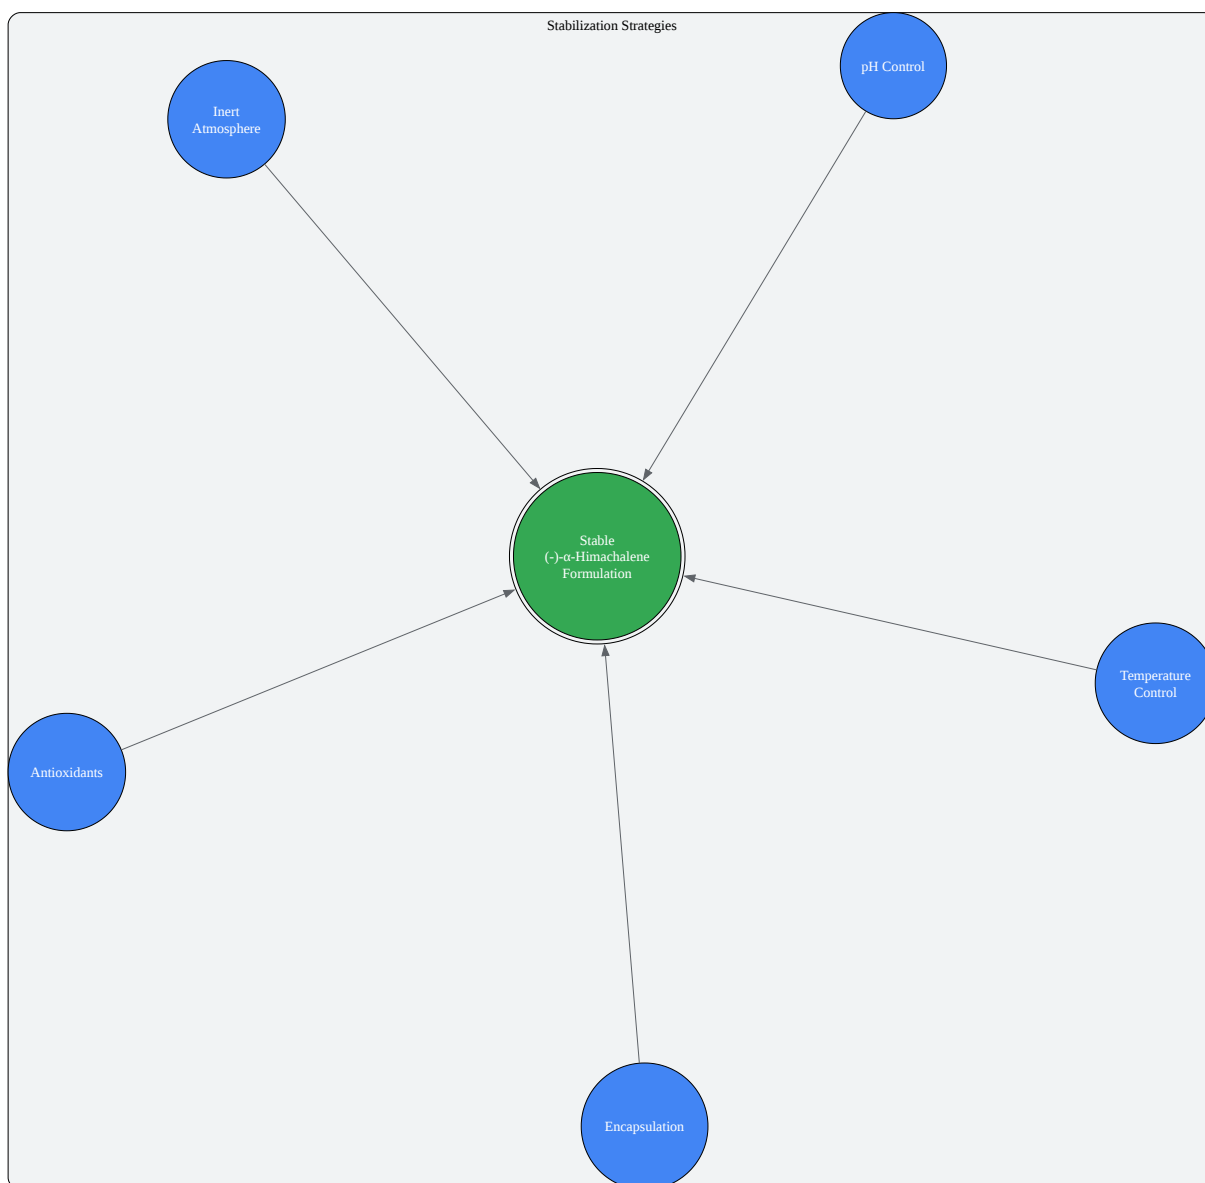 Stabilization Strategies
pH Control
Inert
Atmosphere
Stable
(-)-α-Himachalene
Formulation
Temperature
Control
Antioxidants
Encapsulation